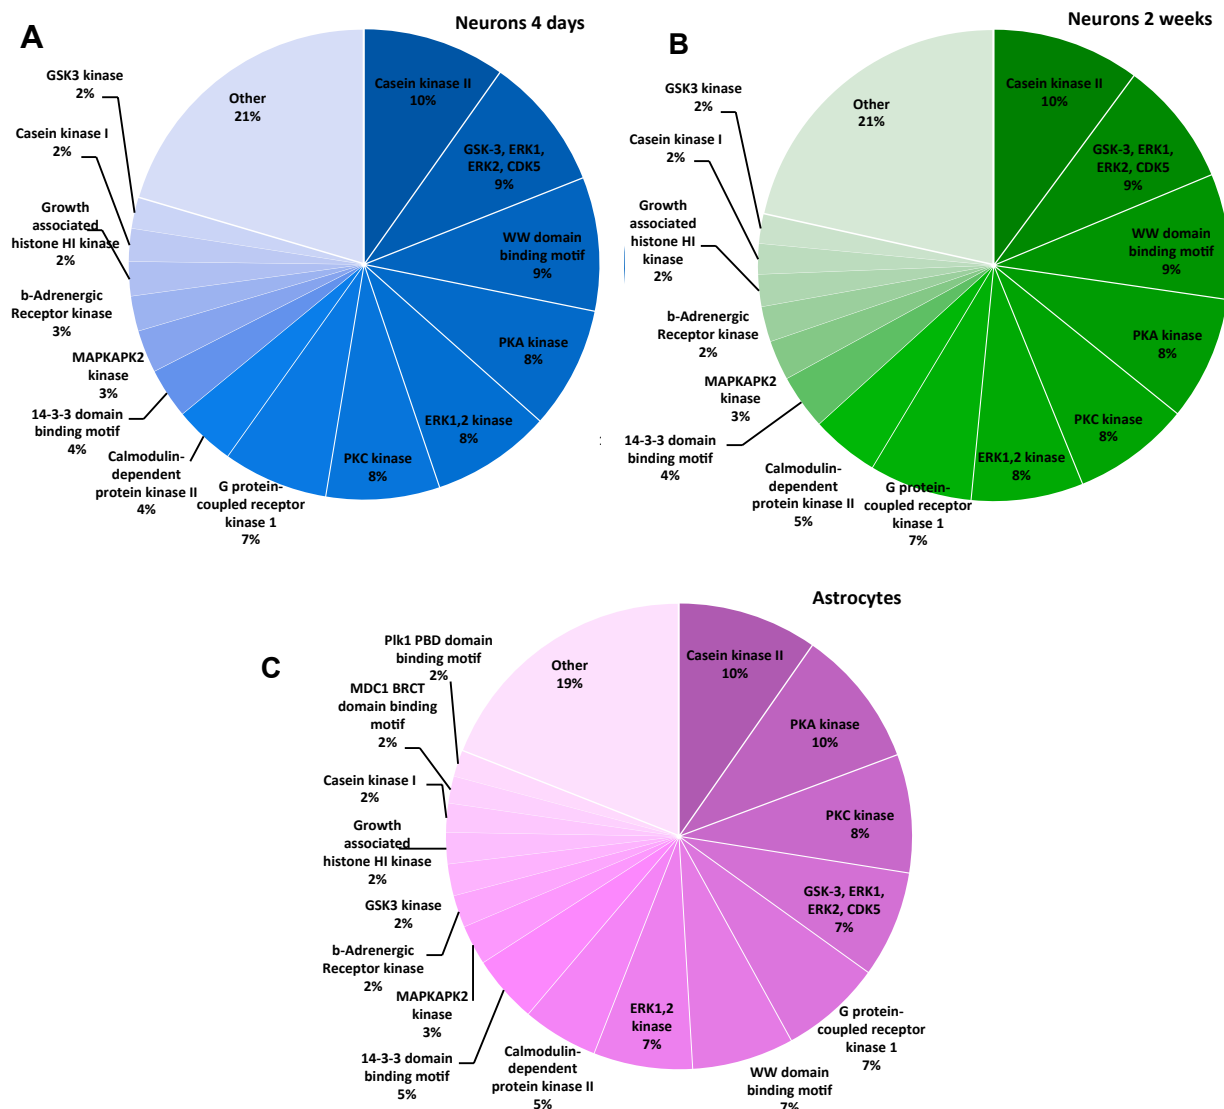 A
Neurons 4 days
Casein kinase II
10%
GSK-3, ERK1,
ERK2, CDK5
9%
WW domain
binding motif
9%
PKA kinase
8%
ERK1,2 kinase
8%
PKC kinase
8%
G protein-
coupled receptor
kinase 1
7%
Calmodulin-
dependent
protein kinase II
4%
14-3-3 domain
binding motif
4%
MAPKAPK2
kinase
3%
b-Adrenergic
Receptor kinase
3%
Growth
associated
histone HI kinase
2%
Casein kinase I
2%
GSK3 kinase
2%
Other
21%
B
Neurons 2 weeks
Casein kinase II
10%
GSK-3, ERK1,
ERK2, CDK5
9%
WW domain
binding motif
9%
PKA kinase
8%
PKC kinase
8%
ERK1,2 kinase
8%
G protein-
coupled receptor
kinase 1
7%
Calmodulin-
dependent
protein kinase II
5%
14-3-3 domain
binding motif
4%
MAPKAPK2
kinase
3%
b-Adrenergic
Receptor kinase
2%
Growth
associated
histone HI
kinase
2%
Casein kinase I
2%
GSK3 kinase
2%
Other
21%
C
Astrocytes
Casein kinase II
10%
PKA kinase
10%
PKC kinase
8%
GSK-3, ERK1,
ERK2, CDK5
7%
G protein-
coupled receptor
kinase 1
7%
WW domain
binding motif
7%
ERK1,2
kinase
7%
Calmodulin-
dependent
protein kinase II
5%
14-3-3 domain
binding motif
5%
MAPKAPK2
kinase
3%
b-Adrenergic
Receptor kinase
2%
GSK3 kinase
2%
Growth
associated
histone HI kinase
2%
Casein kinase I
2%
MDC1 BRCT
domain binding
motif
2%
Plk1 PBD domain
binding motif
2%
Other
19%